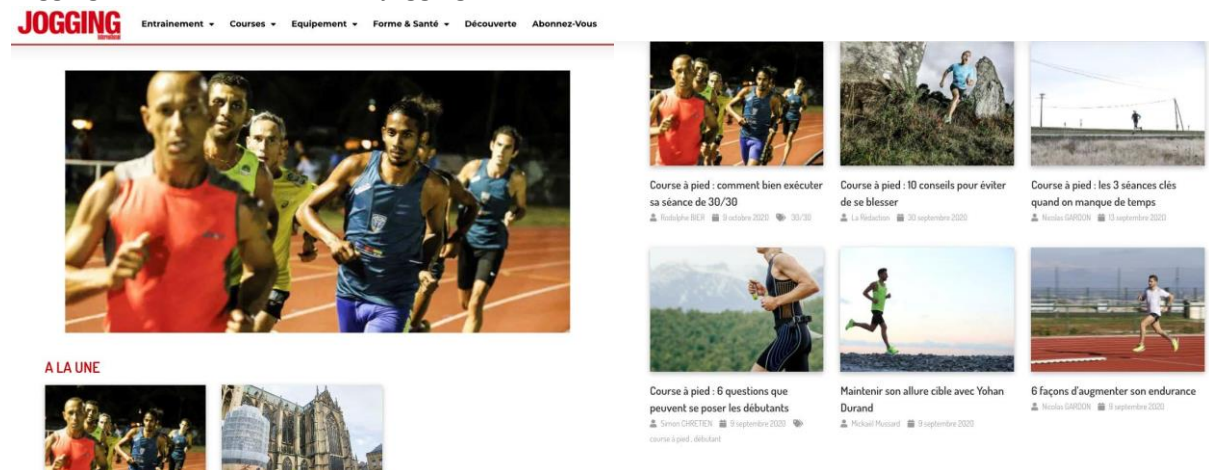 JOGGING
International
Entrainement Courses Equipement Forme & Santé Découverte Abonnez-Vous
A LA UNE
Course à pied : comment bien exécuter
sa séance de 30/30
Rodolphe BIER 9 octobre 2020 30/30
Course à pied : 10 conseils pour éviter
de se blesser
La Rédaction 30 septembre 2020
Course à pied : les 3 séances clés
quand on manque de temps
Nicolas GARDON 13 septembre 2020
Course à pied : 6 questions que
peuvent se poser les débutants
Simon CHRETIEN 9 septembre 2020
course à pied, débutant
Maintenir son allure cible avec Yohan
Durand
Mickaël Mussard 9 septembre 2020
6 façons d'augmenter son endurance
Nicolas GARDON 9 septembre 2020